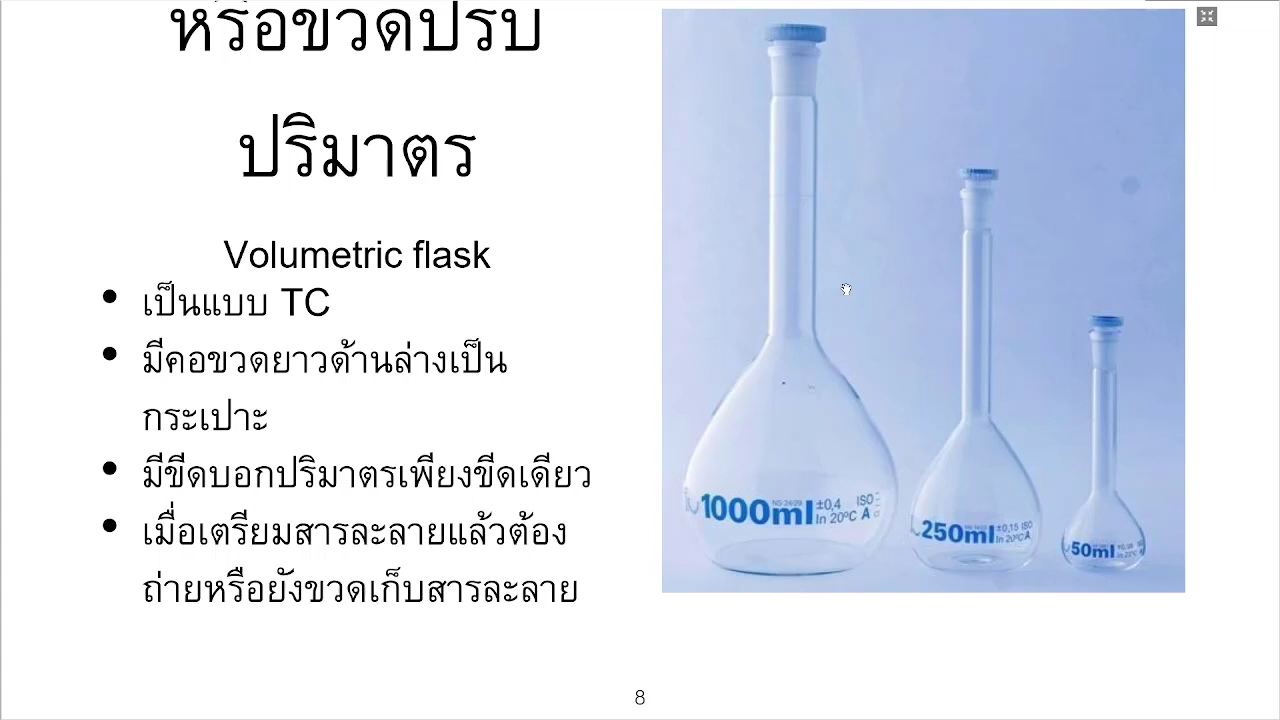 หรือขวดปรับ
ปริมาตร
Volumetric flask
• เป็นแบบ TC
• มีคอขวดยาวด้านล่างเป็น
กระเปาะ
• มีขีดบอกปริมาตรเพียงขีดเดียว
• เมื่อเตรียมสารละลายแล้วต้อง
ถ่ายหรือยังขวดเก็บสารละลาย
1000ml ±0,4 ISO
In 20°C A
250ml ±0,15 ISO
In 20°C A
50ml
8